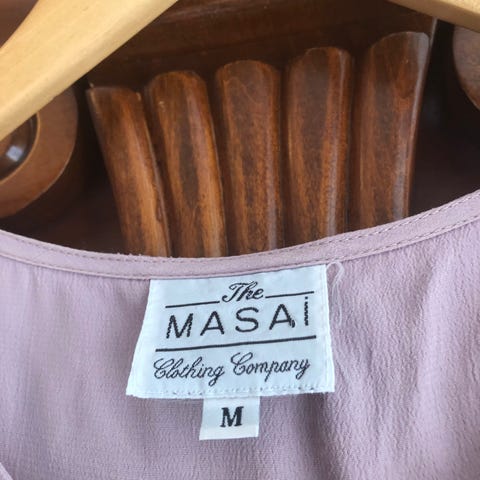 The
MASAi
Clothing Company
M